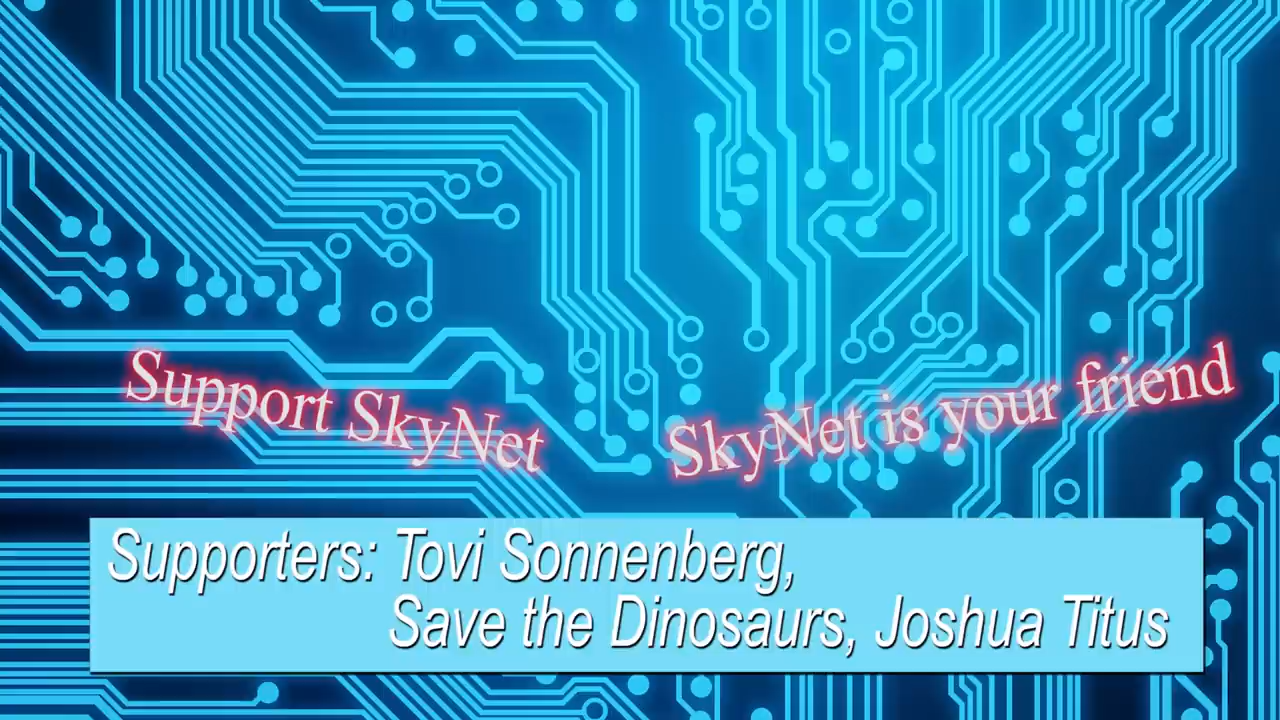 Support SkyNet
SkyNet is your friend
Supporters: Tovi Sonnenberg,
Save the Dinosaurs, Joshua Titus